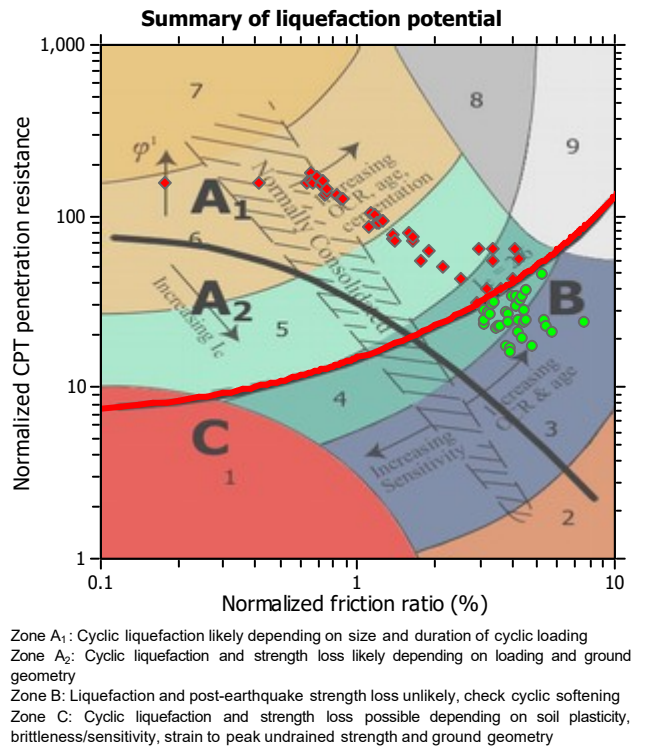 Summary of liquefaction potential
1,000
100
10
1
0.1
1
10
Normalized CPT penetration resistance
Normalized friction ratio (%)
7
8
9
φ'
A1
Increasing
OCR, age,
cementation
Normally Consolidated
6
A2
Increasing Ic
5
B
4
C
1
Increasing
OCR & age
3
Increasing
Sensitivity
2
Zone A1: Cyclic liquefaction likely depending on size and duration of cyclic loading
Zone A2: Cyclic liquefaction and strength loss likely depending on loading and ground
geometry
Zone B: Liquefaction and post-earthquake strength loss unlikely, check cyclic softening
Zone C: Cyclic liquefaction and strength loss possible depending on soil plasticity,
brittleness/sensitivity, strain to peak undrained strength and ground geometry